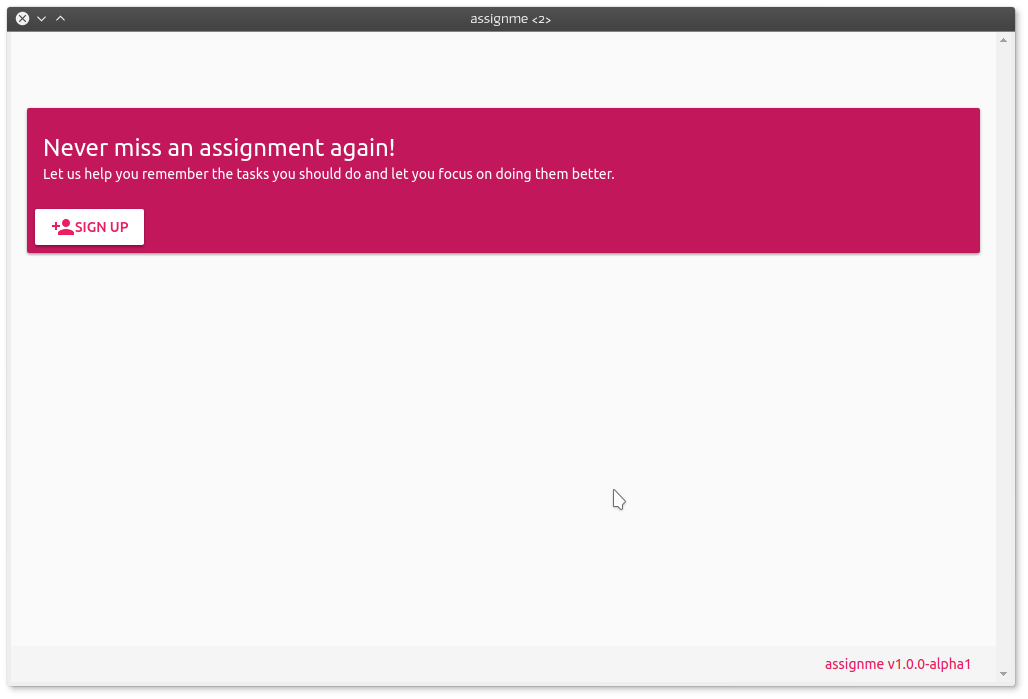 assignme <2>
Never miss an assignment again!
Let us help you remember the tasks you should do and let you focus on doing them better.
SIGN UP
assignme v1.0.0-alpha1